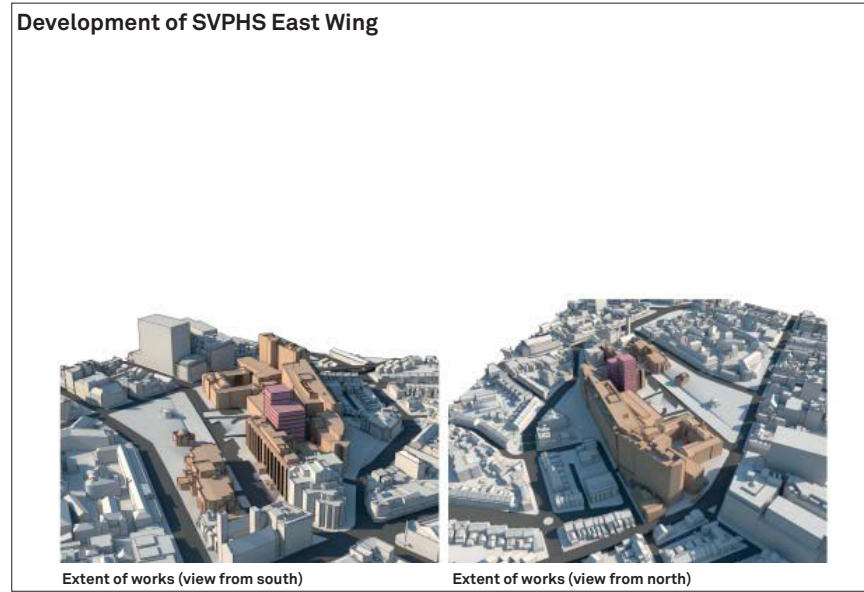 Development of SVPHS East Wing
Extent of works (view from south)
Extent of works (view from north)